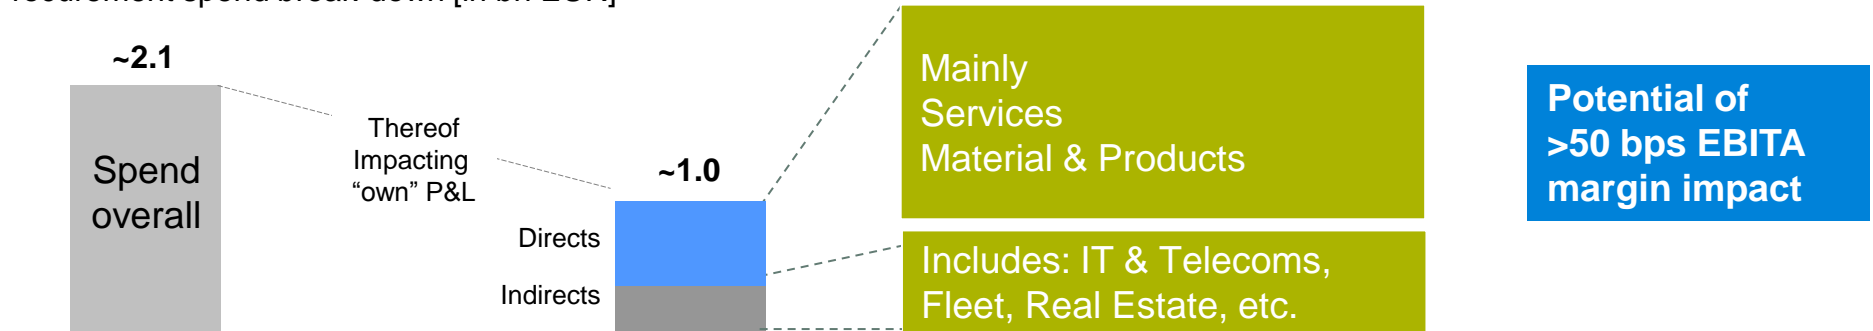 ~2.1
Spend
overall
Thereof
Impacting
“own” P&L
~1.0
Directs
Indirects
Mainly
Services
Material & Products
Includes: IT & Telecoms,
Fleet, Real Estate, etc.
Potential of
>50 bps EBITA
margin impact